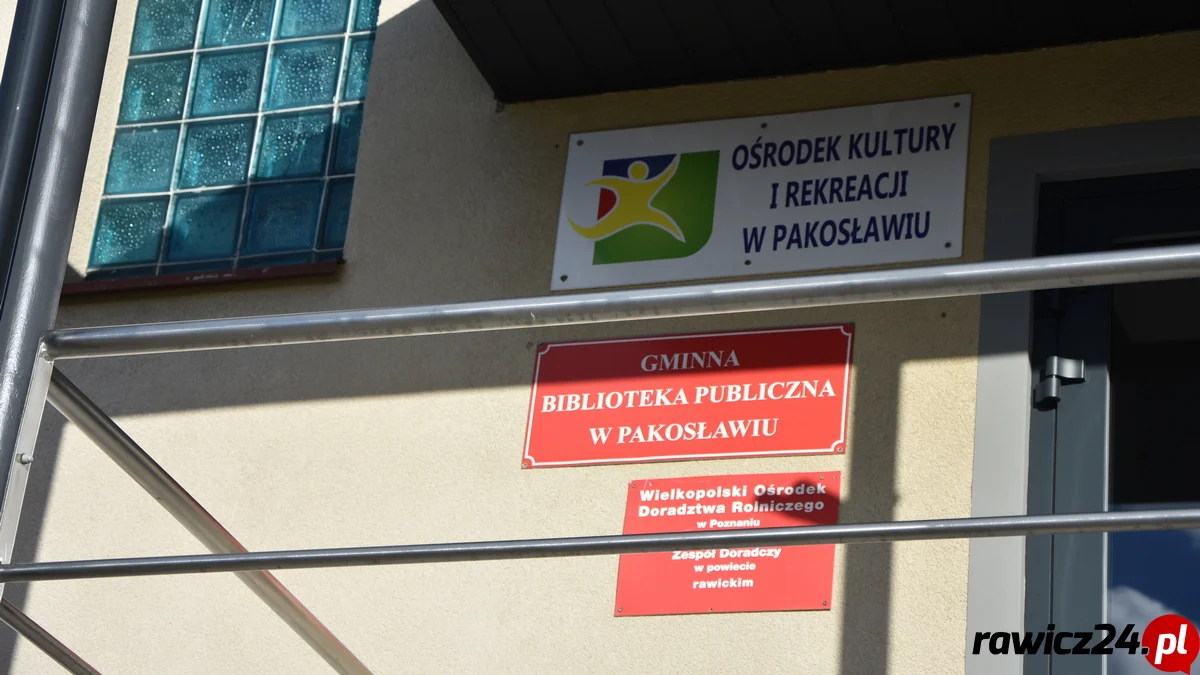 OŚRODEK KULTURY
I REKREACJI
W PAKOSŁAWIU
GMINNA
BIBLIOTEKA PUBLICZNA
W PAKOSŁAWIU
Wielkopolski Ośrodek
Doradztwa Rolniczego
w Poznaniu
Zespół Doradczy
w powiecie
rawickim
rawicz24.pl